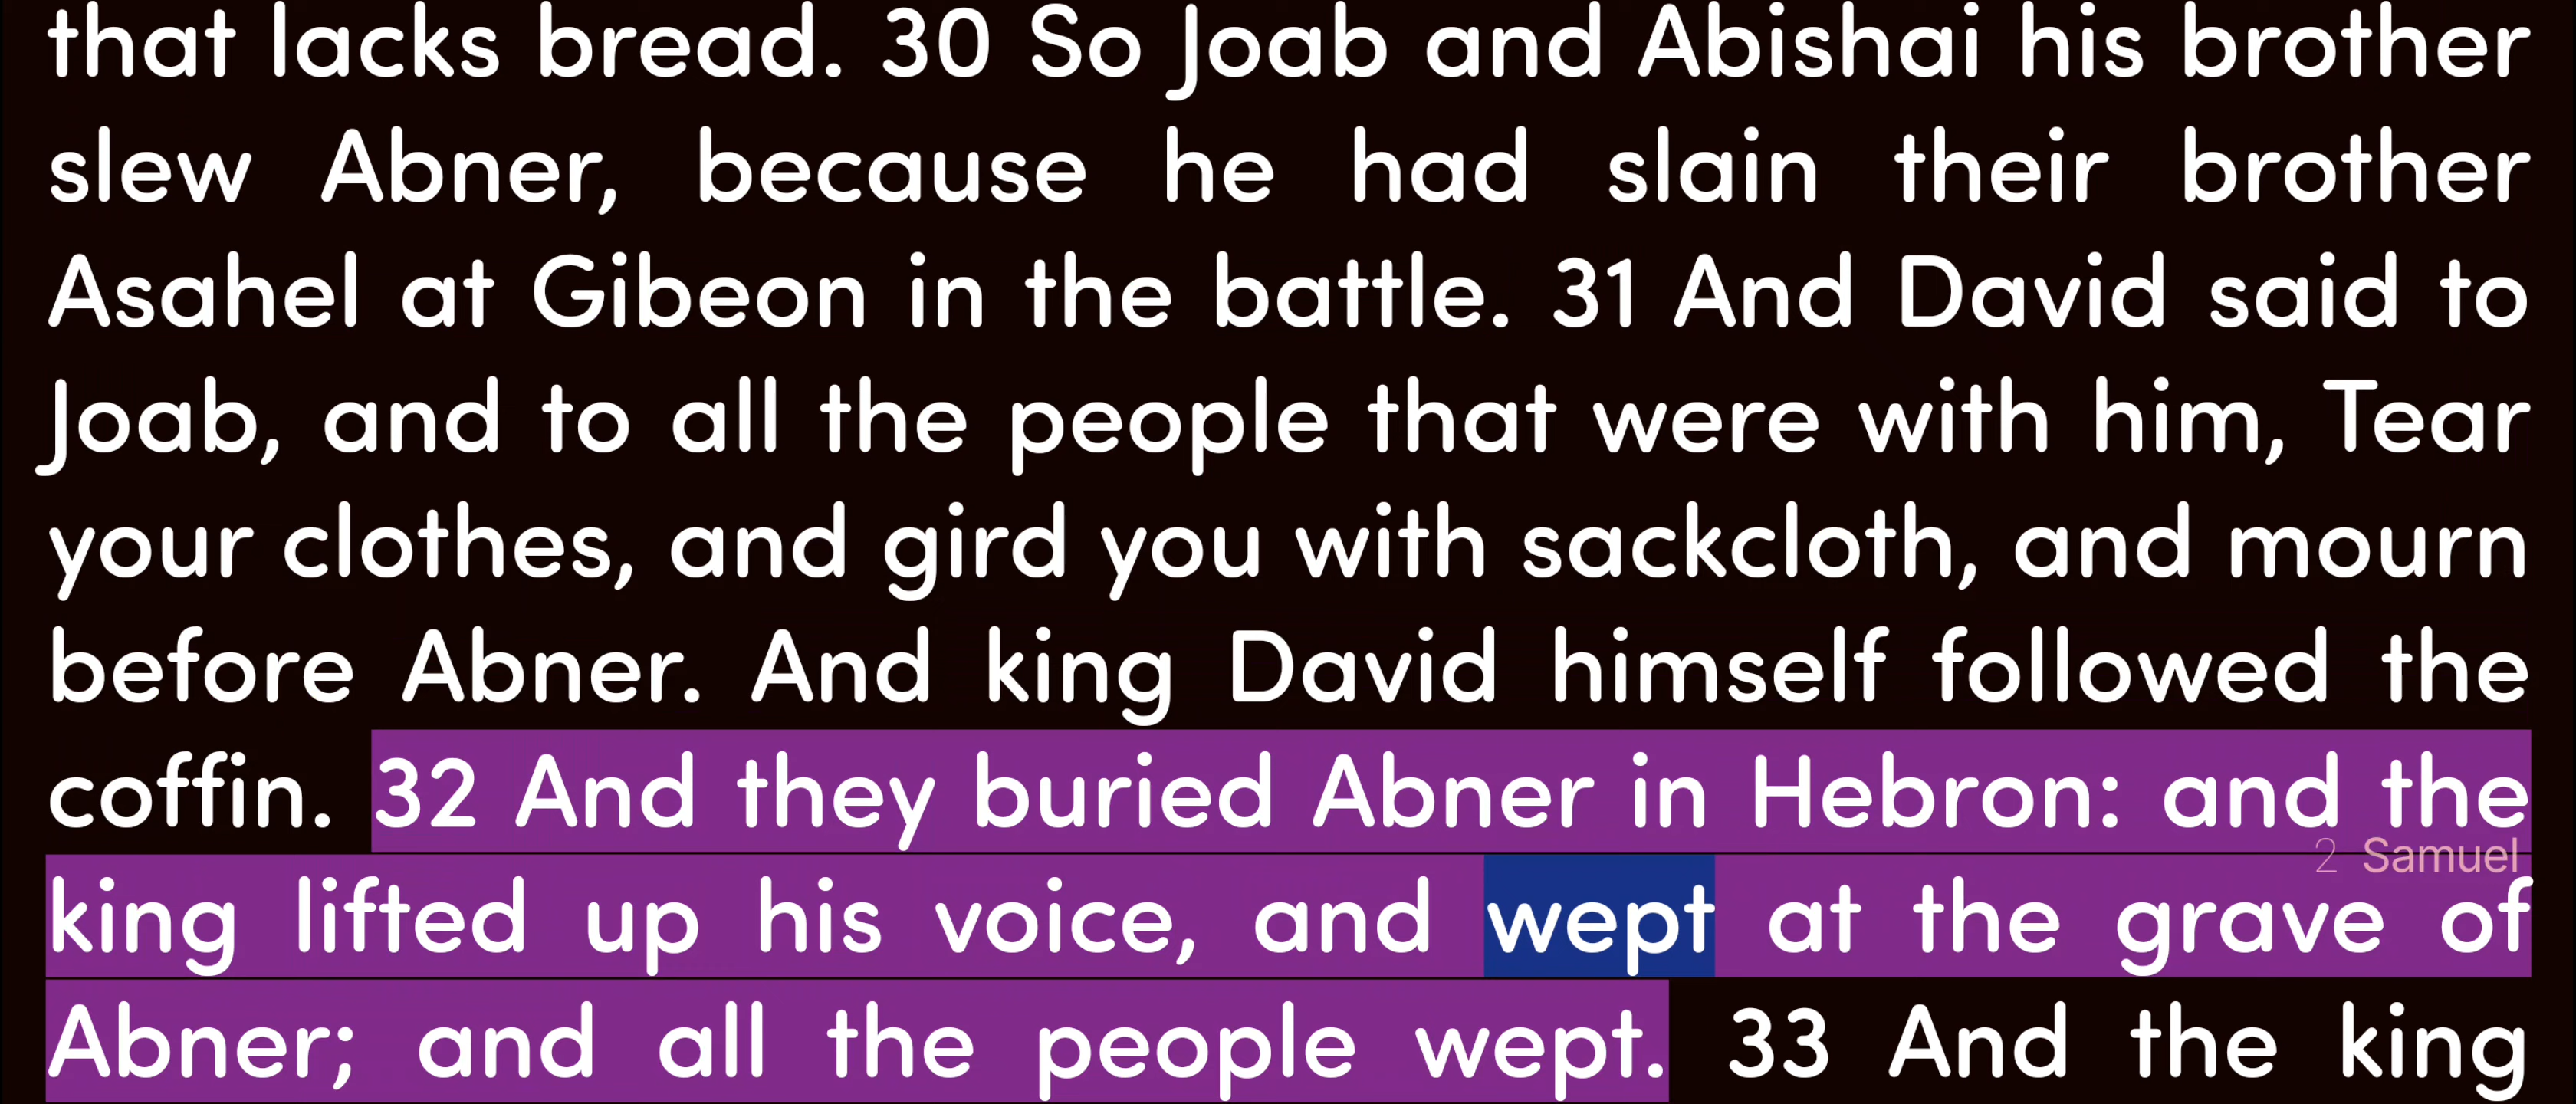 that lacks bread. 30 So Joab and Abishai his brother
slew Abner, because he had slain their brother
Asahel at Gibeon in the battle. 31 And David said to
Joab, and to all the people that were with him, Tear
your clothes, and gird you with sackcloth, and mourn
before Abner. And king David himself followed the
coffin. 32 And they buried Abner in Hebron: and the
2 Samuel
king lifted up his voice, and wept at the grave of
Abner; and all the people wept. 33 And the king